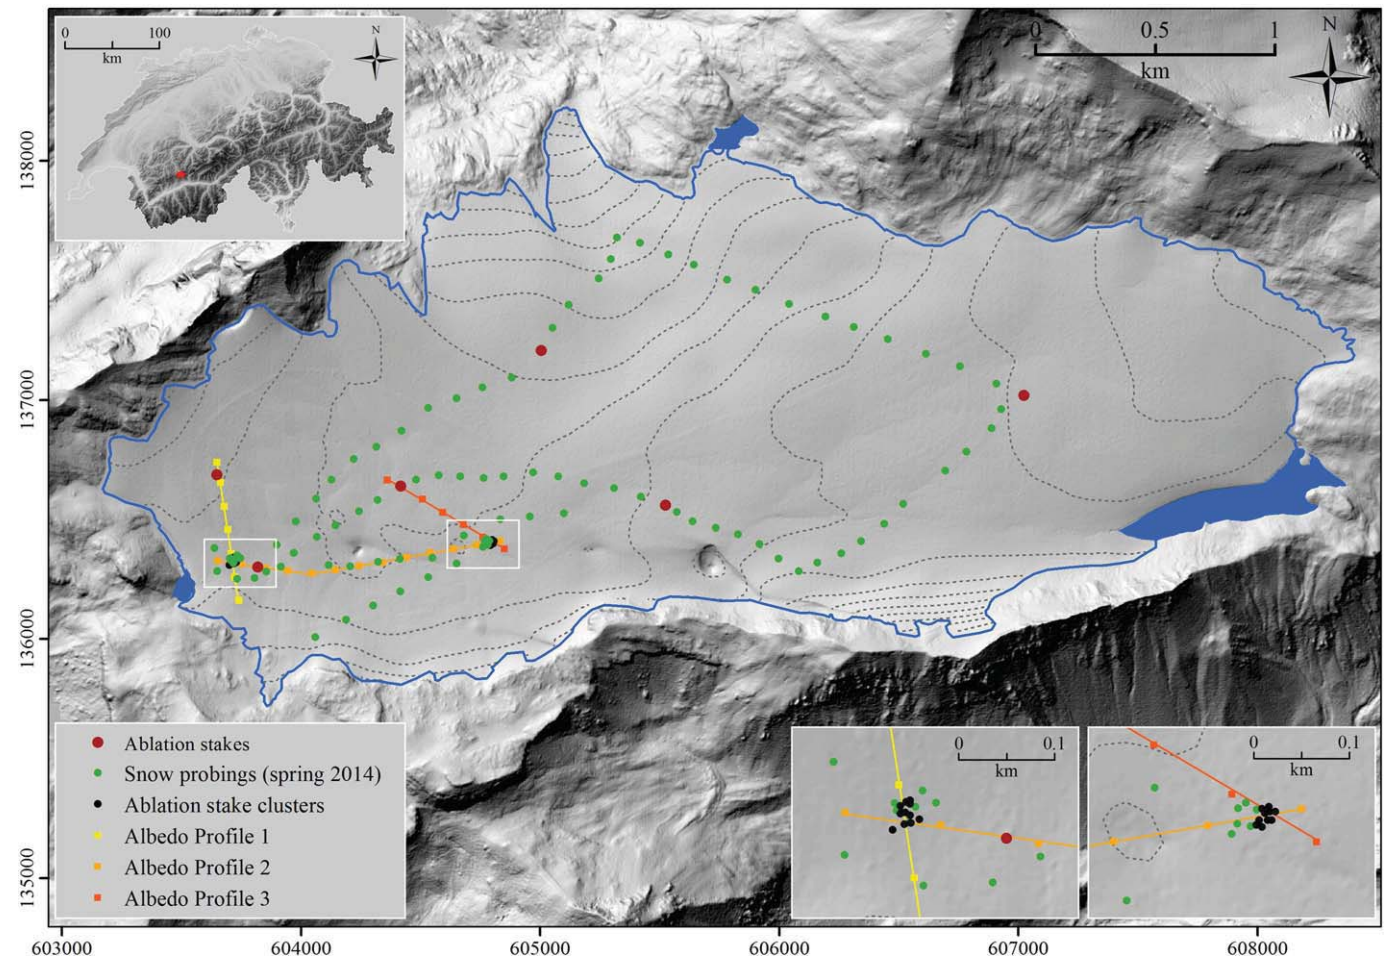 0 100
km
N
0 0.5 1
km
N
138000
137000
136000
135000
Ablation stakes
Snow probings (spring 2014)
Ablation stake clusters
Albedo Profile 1
Albedo Profile 2
Albedo Profile 3
0 0.1
km
0 0.1
km
603000 604000 605000 606000 607000 608000